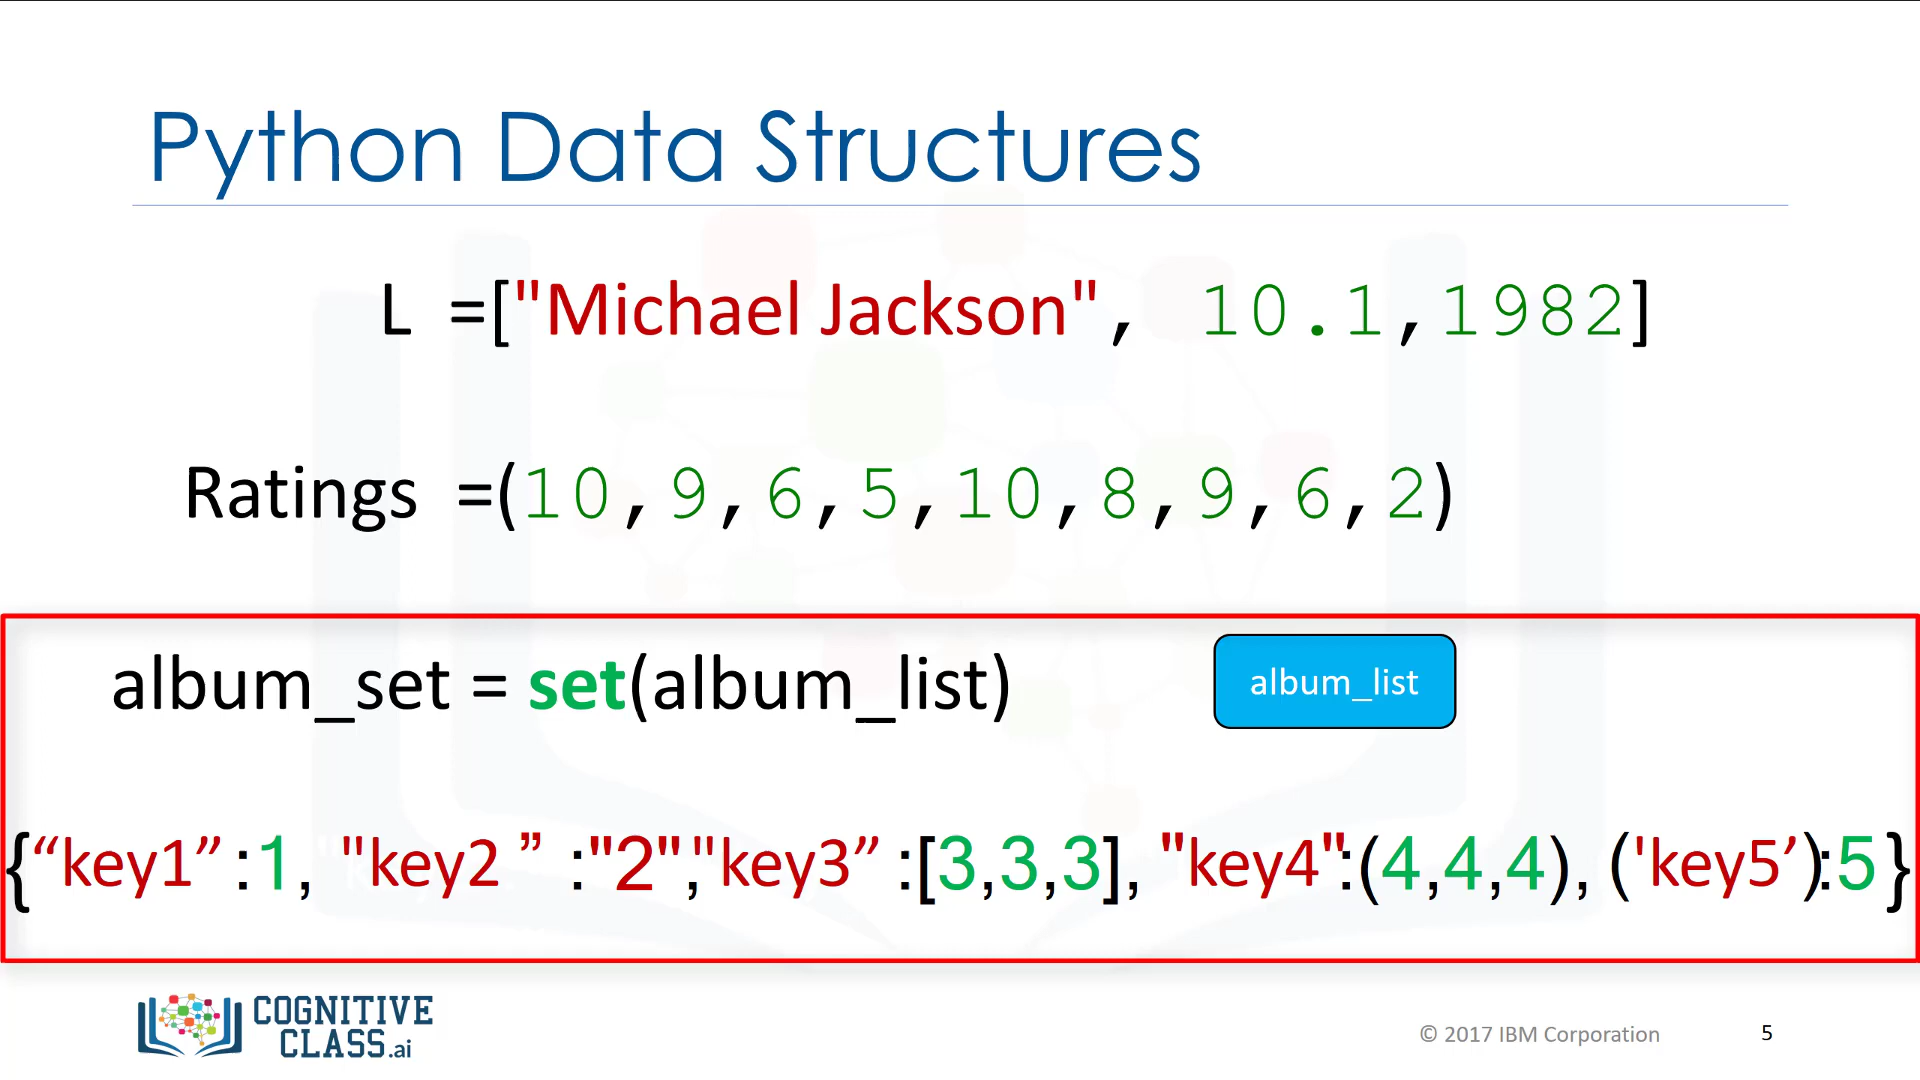 Python Data Structures
L =["Michael Jackson", 10.1,1982]
Ratings =(10,9,6,5,10,8,9,6,2)
album_set = set(album_list)
album_list
{“key1” :1, "key2 ” :"2","key3” :[3,3,3], "key4":(4,4,4), ('key5’):5}
COGNITIVE
CLASS.ai
© 2017 IBM Corporation
5